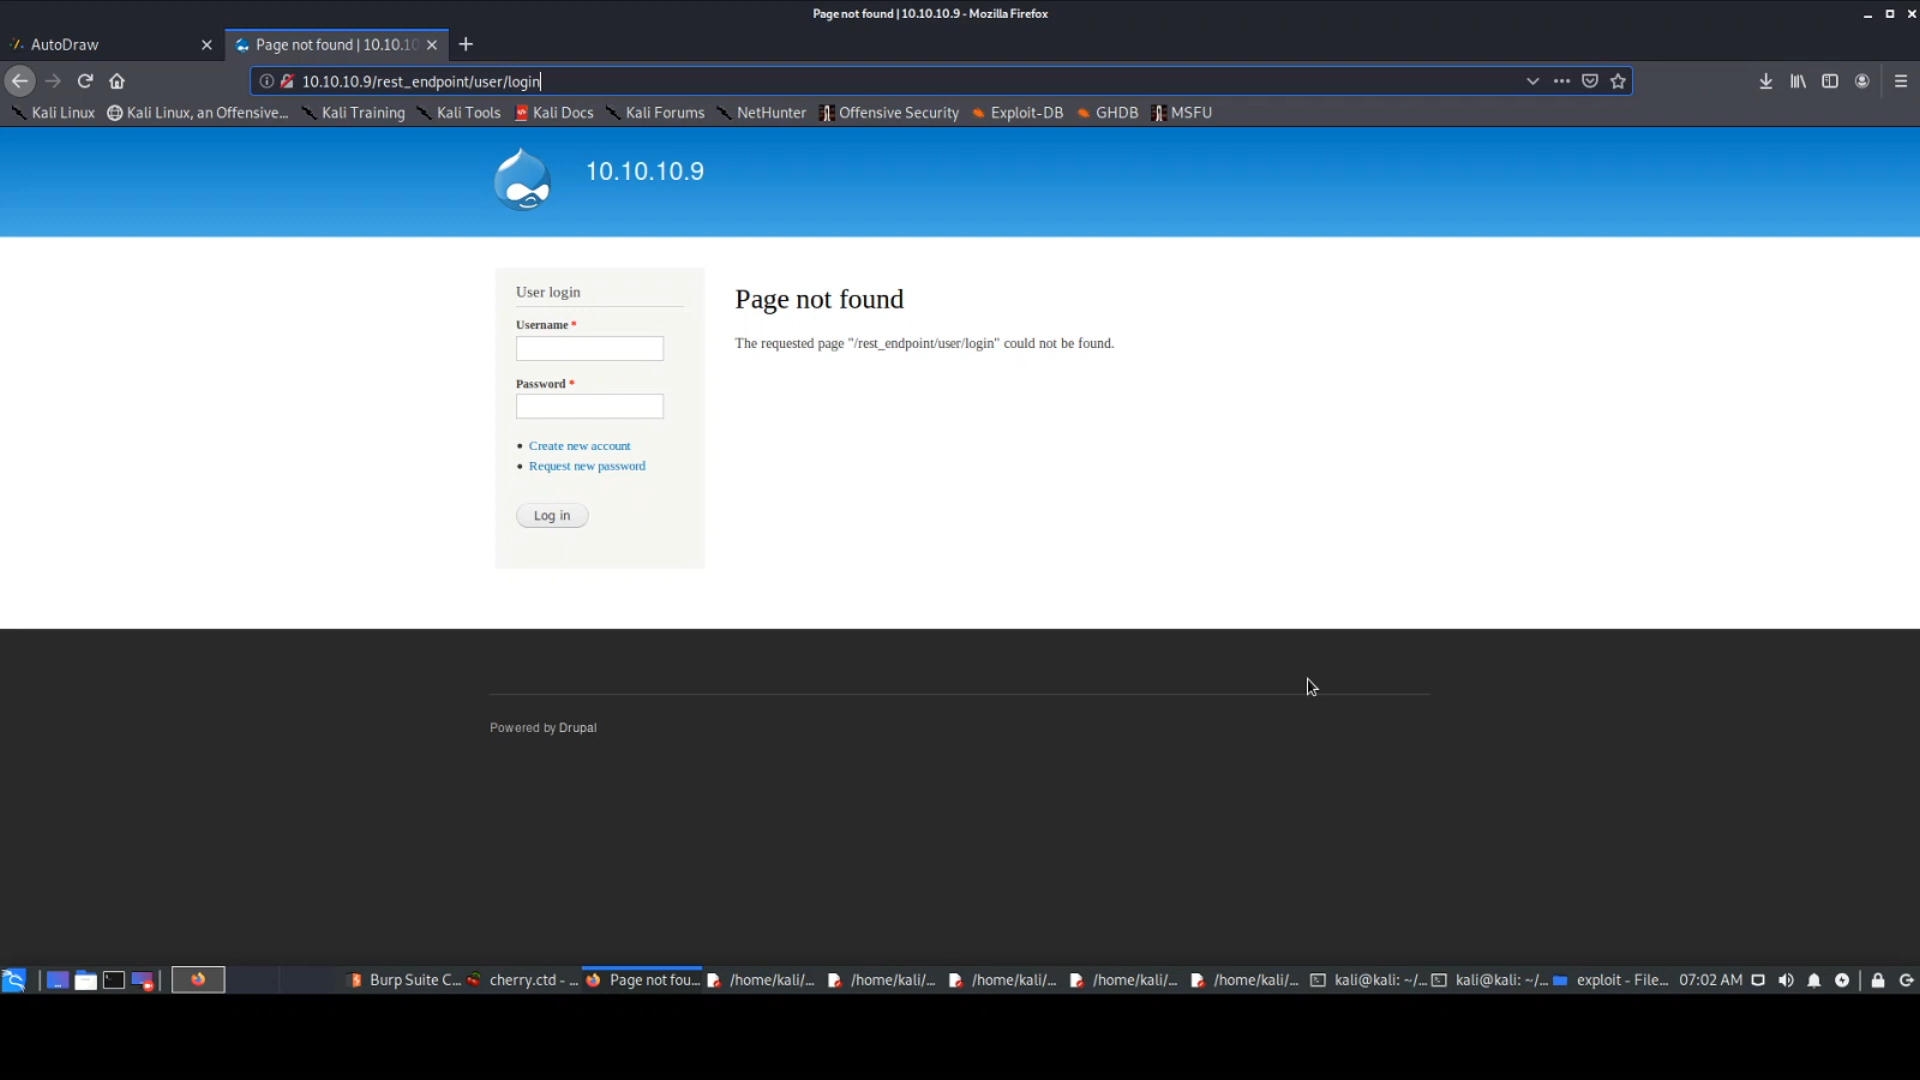 Page not found | 10.10.10.9 - Mozilla Firefox
AutoDraw
Page not found | 10.10.10
10.10.10.9/rest_endpoint/user/login
Kali Linux
Kali Linux, an Offensive...
Kali Training
Kali Tools
Kali Docs
Kali Forums
NetHunter
Offensive Security
Exploit-DB
GHDB
MSFU
10.10.10.9
User login
Username *
Password *
Create new account
Request new password
Log in
Page not found
The requested page "/rest_endpoint/user/login" could not be found.
Powered by Drupal
Burp Suite C...
cherry.ctd - ...
Page not fou...
/home/kali/...
/home/kali/...
/home/kali/...
/home/kali/...
/home/kali/...
kali@kali: ~/...
kali@kali: ~/...
exploit - File...
07:02 AM